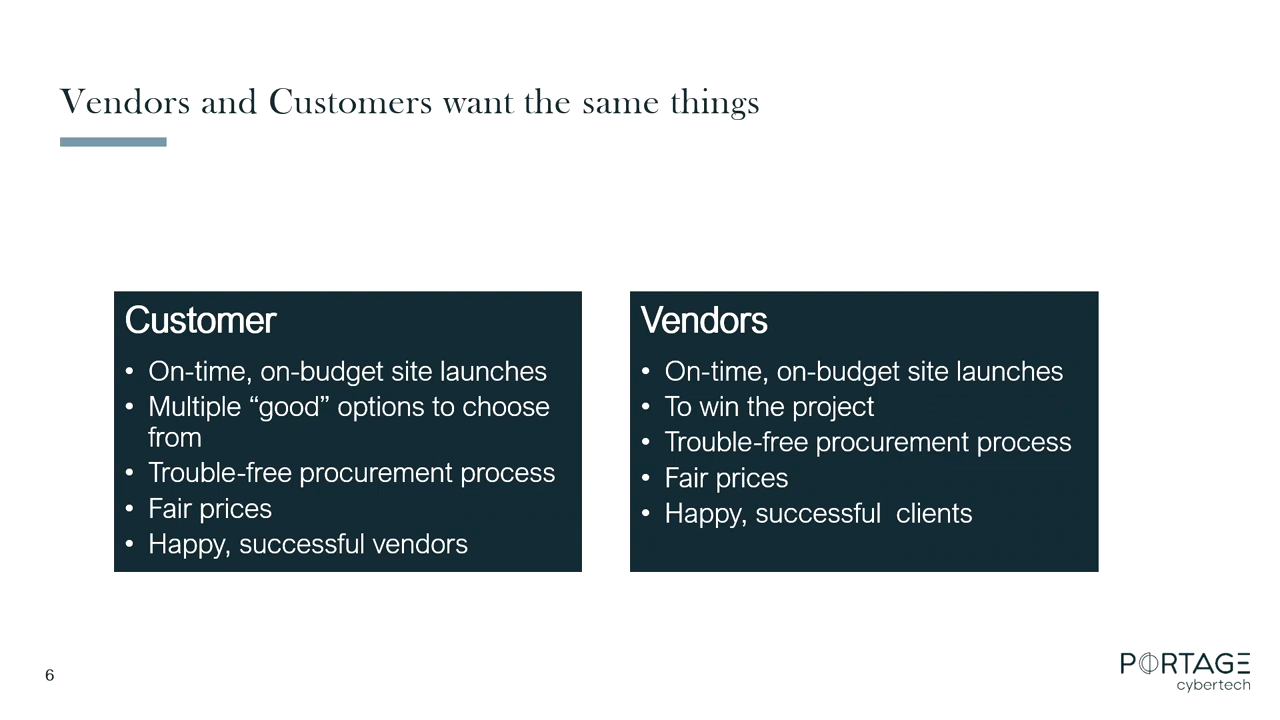 Vendors and Customers want the same things
Customer
• On-time, on-budget site launches
• Multiple “good” options to choose
from
• Trouble-free procurement process
• Fair prices
• Happy, successful vendors
Vendors
• On-time, on-budget site launches
• To win the project
• Trouble-free procurement process
• Fair prices
• Happy, successful  clients
6
PORTAGE
cybertech